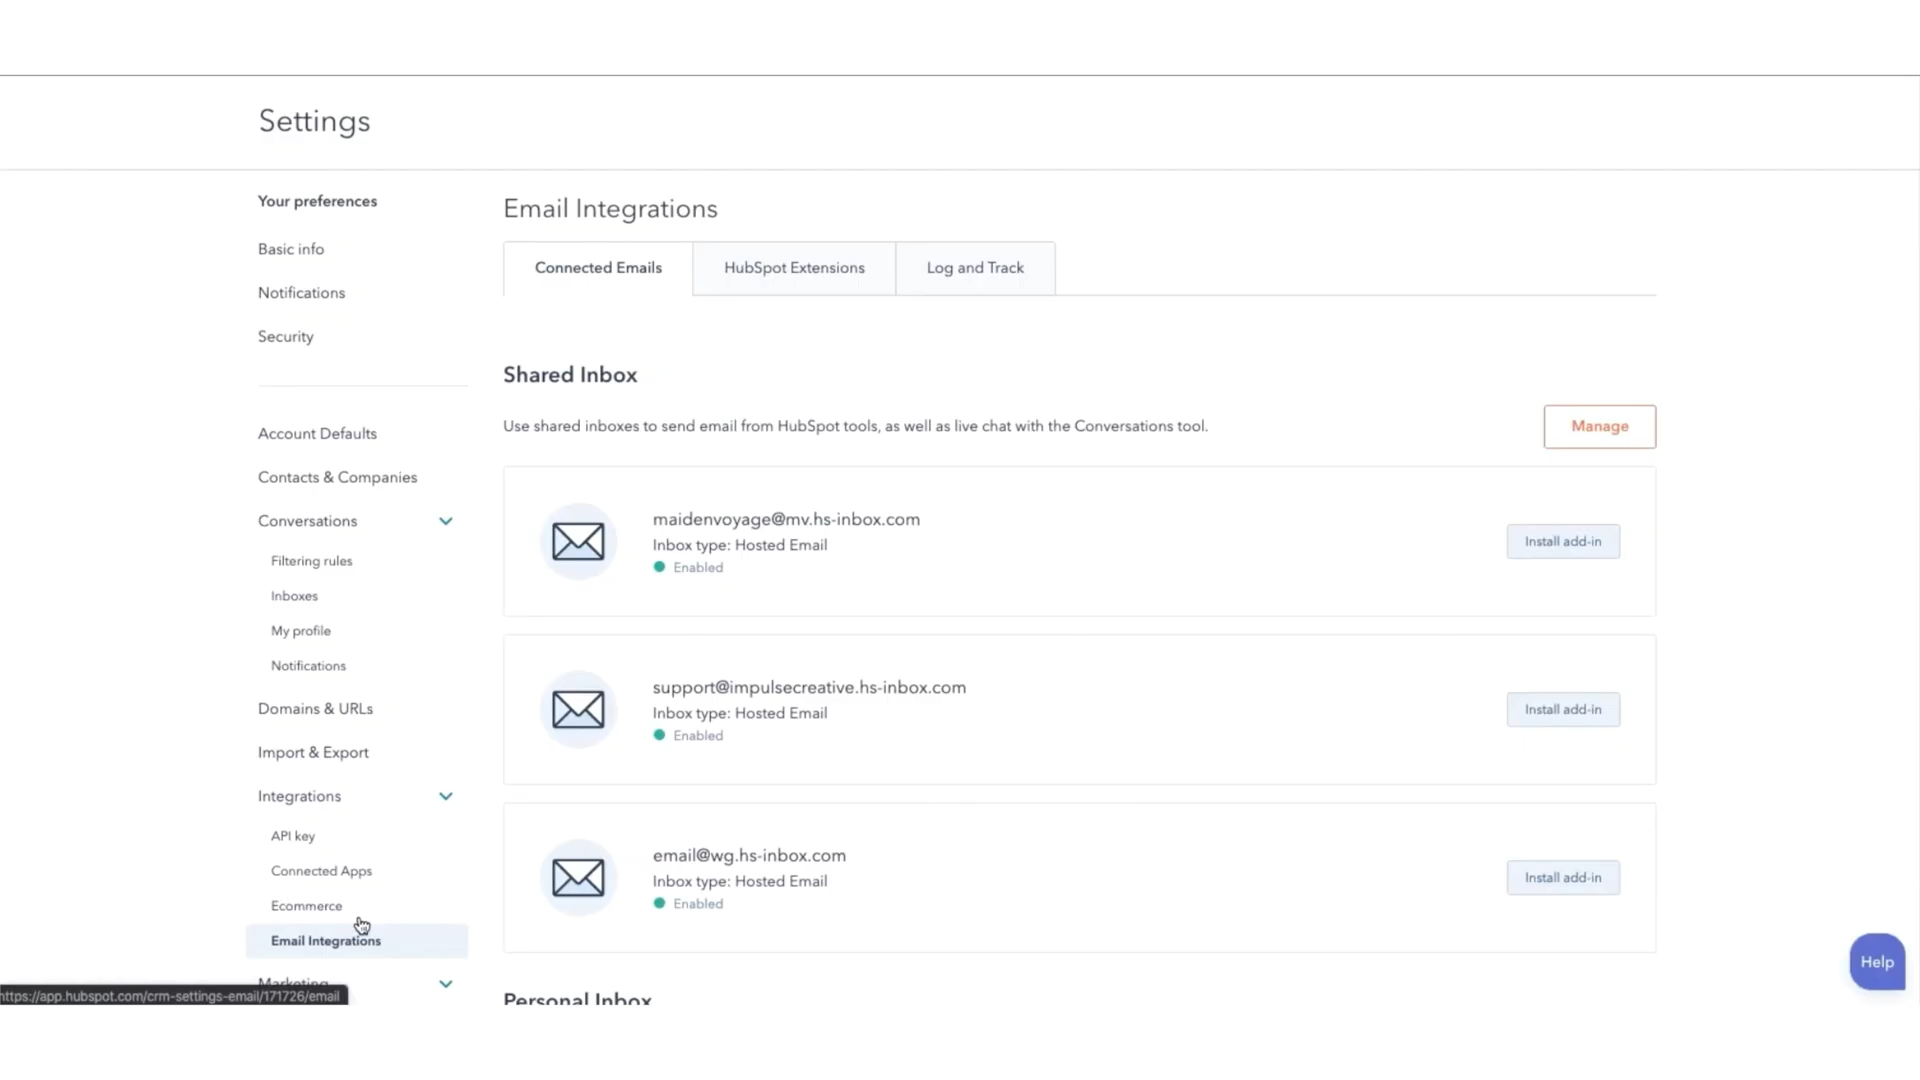 Settings
Your preferences
Basic info
Notifications
Security
Account Defaults
Contacts & Companies
Conversations
Filtering rules
Inboxes
My profile
Notifications
Domains & URLs
Import & Export
Integrations
API key
Connected Apps
Ecommerce
Email Integrations
Marketing
https://app.hubspot.com/crm-settings-email/171726/email
Email Integrations
Connected Emails
HubSpot Extensions
Log and Track
Shared Inbox
Use shared inboxes to send email from HubSpot tools, as well as live chat with the Conversations tool.
Manage
maidenvoyage@mv.hs-inbox.com
Inbox type: Hosted Email
Enabled
Install add-in
support@impulsecreative.hs-inbox.com
Inbox type: Hosted Email
Enabled
Install add-in
email@wg.hs-inbox.com
Inbox type: Hosted Email
Enabled
Install add-in
Personal Inbox
Help